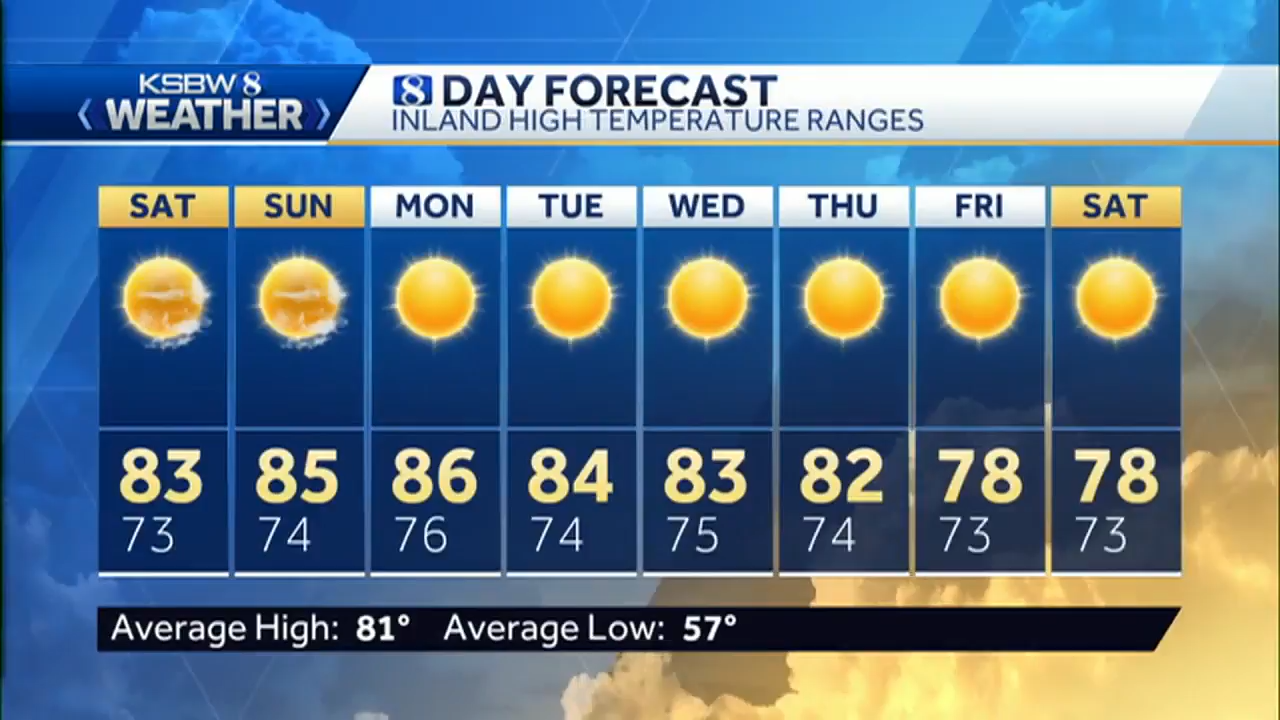 KSBW 8
WEATHER
8 DAY FORECAST
INLAND HIGH TEMPERATURE RANGES
SAT SUN MON TUE WED THU FRI SAT
83 85 86 84 83 82 78 78
73 74 76 74 75 74 73 73
Average High: 81° Average Low: 57°